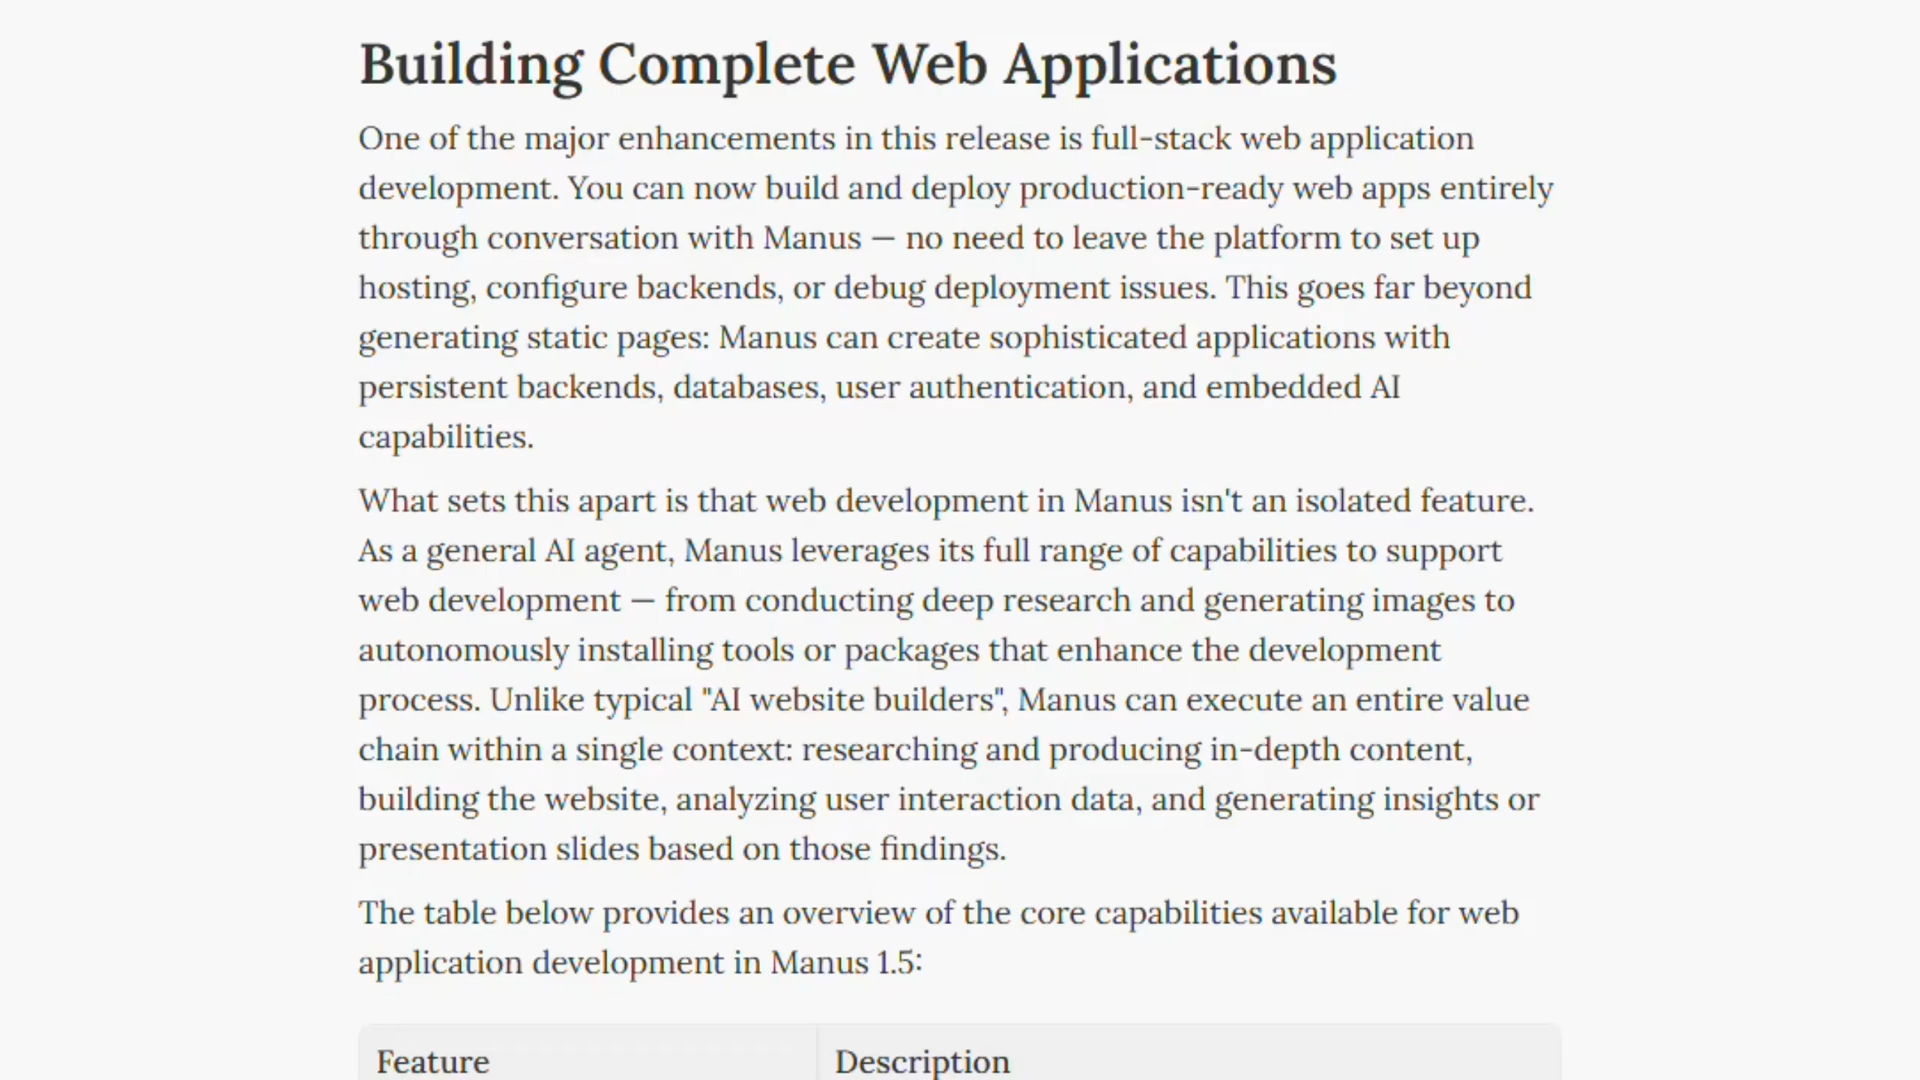 Building Complete Web Applications
One of the major enhancements in this release is full-stack web application
development. You can now build and deploy production-ready web apps entirely
through conversation with Manus — no need to leave the platform to set up
hosting, configure backends, or debug deployment issues. This goes far beyond
generating static pages: Manus can create sophisticated applications with
persistent backends, databases, user authentication, and embedded AI
capabilities.
What sets this apart is that web development in Manus isn't an isolated feature.
As a general AI agent, Manus leverages its full range of capabilities to support
web development — from conducting deep research and generating images to
autonomously installing tools or packages that enhance the development
process. Unlike typical "AI website builders", Manus can execute an entire value
chain within a single context: researching and producing in-depth content,
building the website, analyzing user interaction data, and generating insights or
presentation slides based on those findings.
The table below provides an overview of the core capabilities available for web
application development in Manus 1.5:
Feature Description